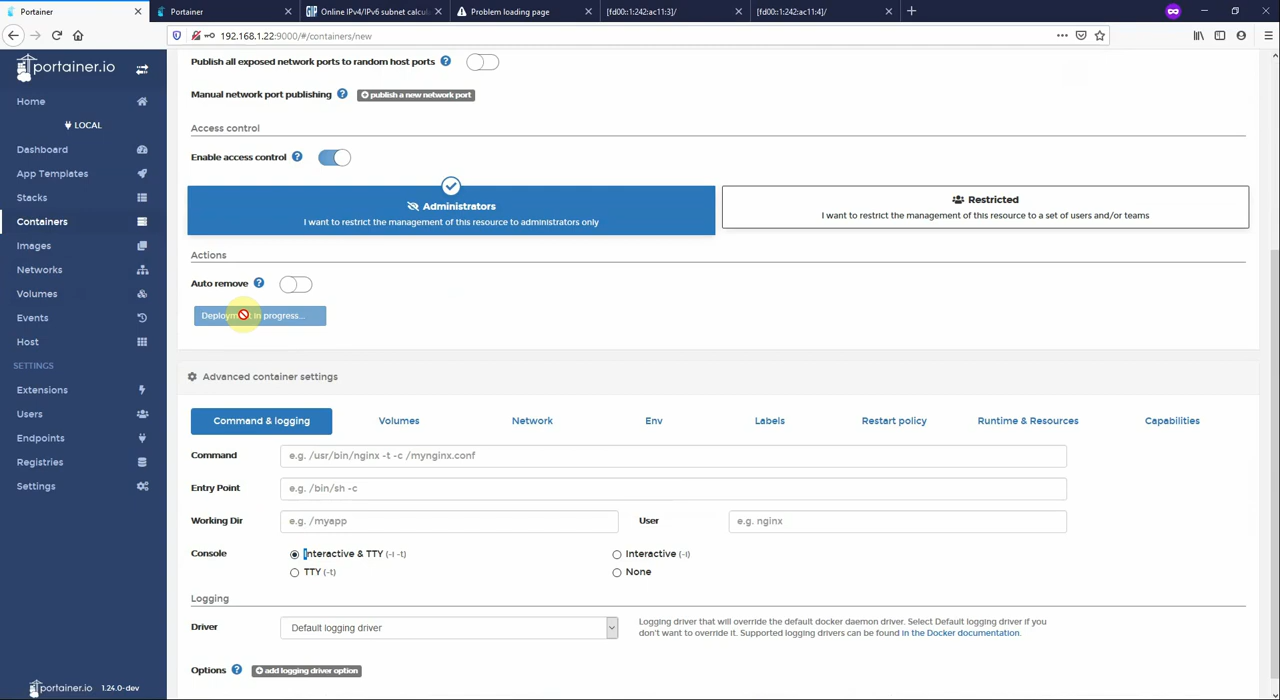 Portainer
Portainer
GIP Online IPv4/IPv6 subnet calcul
Problem loading page
[fd00::1:242:ac11:3]/
[fd00::1:242:ac11:4]/
192.168.1.22:9000/#/containers/new
portainer.io
Home
LOCAL
Dashboard
App Templates
Stacks
Containers
Images
Networks
Volumes
Events
Host
SETTINGS
Extensions
Users
Endpoints
Registries
Settings
portainer.io 1.24.0-dev
Publish all exposed network ports to random host ports
Manual network port publishing publish a new network port
Access control
Enable access control
Administrators
I want to restrict the management of this resource to administrators only
Restricted
I want to restrict the management of this resource to a set of users and/or teams
Actions
Auto remove
in progress...
Advanced container settings
Command & logging Volumes Network Env Labels Restart policy Runtime & Resources Capabilities
Command e.g. /usr/bin/nginx -t -c /mynginx.conf
Entry Point e.g. /bin/sh -c
Working Dir e.g. /myapp User e.g. nginx
Console Interactive & TTY (-i -t) Interactive (-i)
TTY (-t) None
Logging
Driver Default logging driver
Logging driver that will override the default docker daemon driver. Select Default logging driver if you
don't want to override it. Supported logging drivers can be found in the Docker documentation.
Options add logging driver option